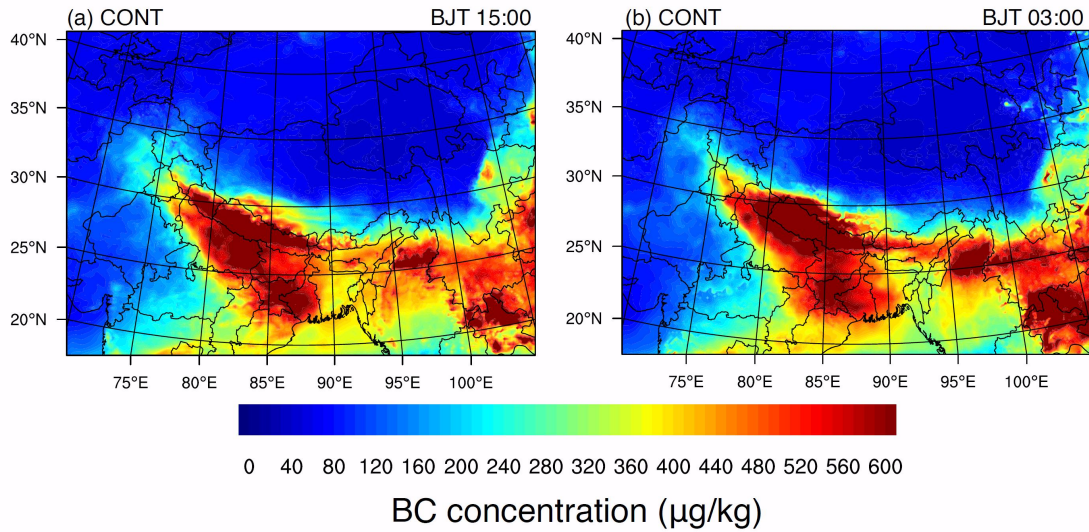 (a) CONT BJT 15:00
(b) CONT BJT 03:00
40°N
35°N
30°N
25°N
20°N
75°E 80°E 85°E 90°E 95°E 100°E
40°N
35°N
30°N
25°N
20°N
75°E 80°E 85°E 90°E 95°E 100°E
0 40 80 120 160 200 240 280 320 360 400 440 480 520 560 600
BC concentration (µg/kg)